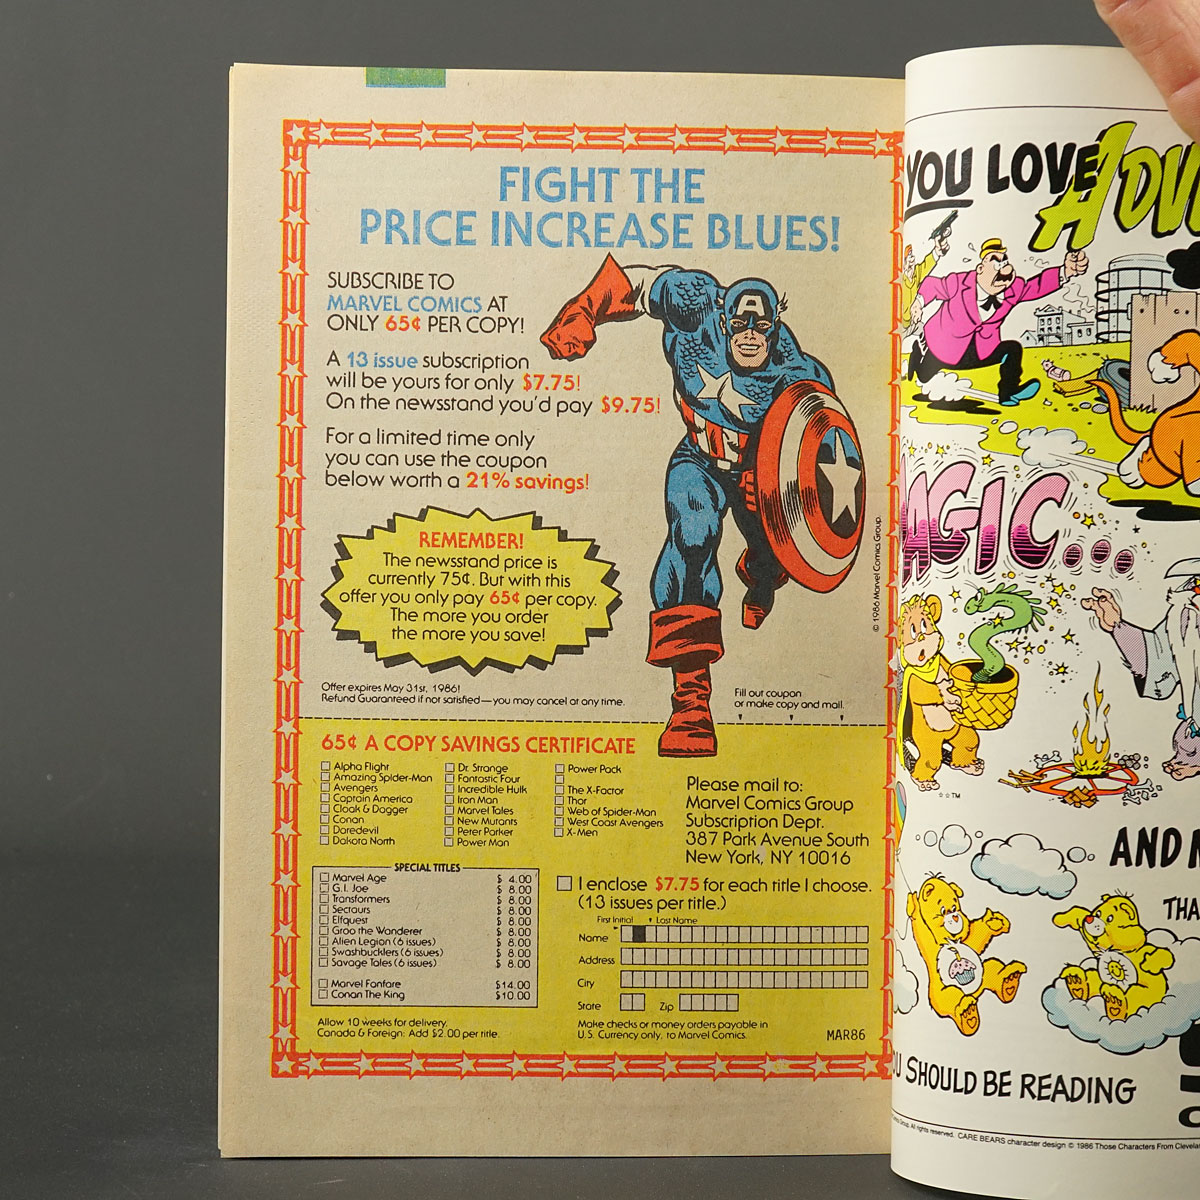 FIGHT THE
PRICE INCREASE BLUES!
SUBSCRIBE TO
MARVEL COMICS AT
ONLY 65¢ PER COPY!
A 13 issue subscription
will be yours for only $7.75!
On the newsstand you'd pay $9.75!
For a limited time only
you can use the coupon
below worth a 21% savings!
REMEMBER!
The newsstand price is
currently 75¢. But with this
offer you only pay 65¢ per copy.
The more you order
the more you save!
© 1986 Marvel Comics Group
Offer expires May 31st, 1986!
Refund Guaranteed if not satisfied—you may cancel at any time.
Fill out coupon
or make copy and mail.
65¢ A COPY SAVINGS CERTIFICATE
Alpha Flight
Amazing Spider-Man
Avengers
Captain America
Cloak & Dagger
Conan
Daredevil
Dakota North
Dr. Strange
Fantastic Four
Incredible Hulk
Iron Man
Marvel Tales
New Mutants
Peter Parker
Power Man
Power Pack
The X-Factor
Thor
Web of Spider-Man
West Coast Avengers
X-Men
Please mail to:
Marvel Comics Group
Subscription Dept.
387 Park Avenue South
New York, NY 10016
SPECIAL TITLES
Marvel Age $ 4.00
G.I. Joe $ 8.00
Transformers $ 8.00
Sectaurs $ 8.00
Elfquest $ 8.00
Groo the Wanderer $ 8.00
Alien Legion (6 issues) $ 8.00
Swashbucklers (6 issues) $ 8.00
Savage Tales (6 issues) $ 8.00
Marvel Fanfare $14.00
Conan The King $10.00
I enclose $7.75 for each title I choose.
(13 issues per title.)
First Initial Last Name
Name
Address
City
State Zip
Allow 10 weeks for delivery.
Canada & Foreign: Add $2.00 per title.
Make checks or money orders payable in
U.S. Currency only, to Marvel Comics.
MAR86
YOU LOVE ADV
MAGIC...
☆☆TM
AND
THA
U SHOULD BE READING
Group. All rights reserved. CARE BEARS character design © 1986 Those Characters From Clevelan